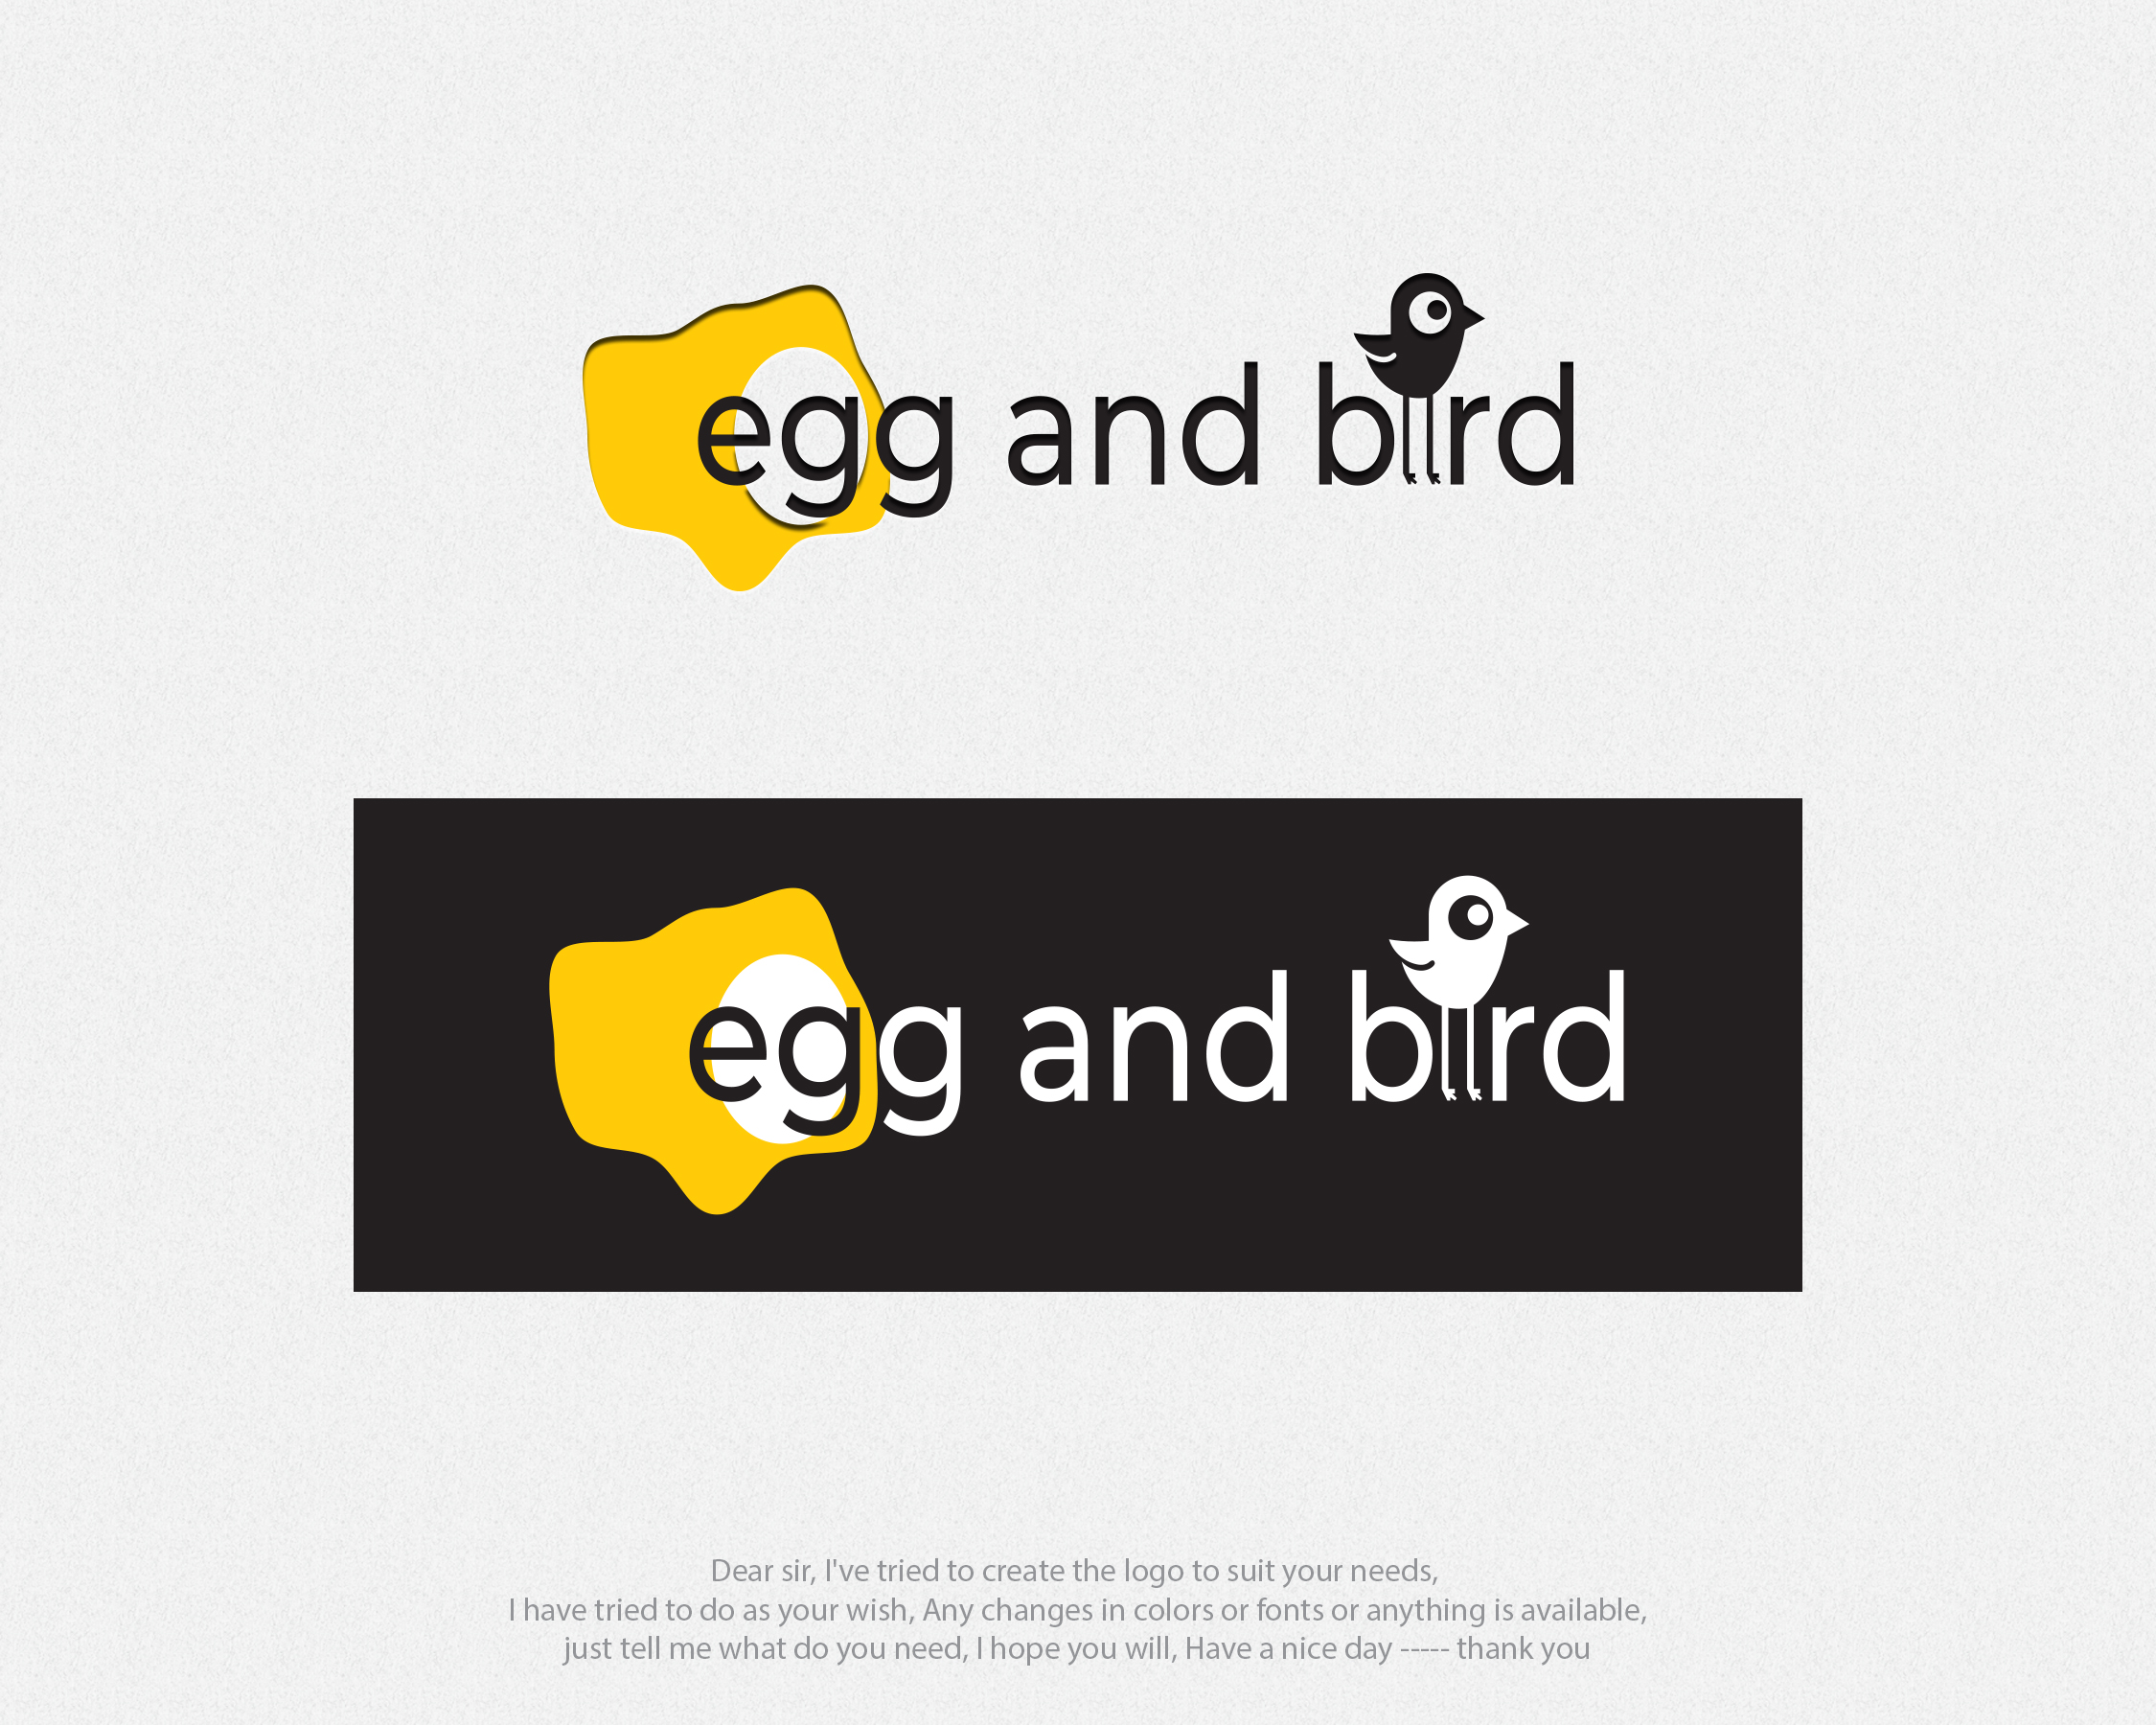 egg and bird
egg and bird
Dear sir, I've tried to create the logo to suit your needs,
I have tried to do as your wish, Any changes in colors or fonts or anything is available,
just tell me what do you need, I hope you will, Have a nice day ----- thank you